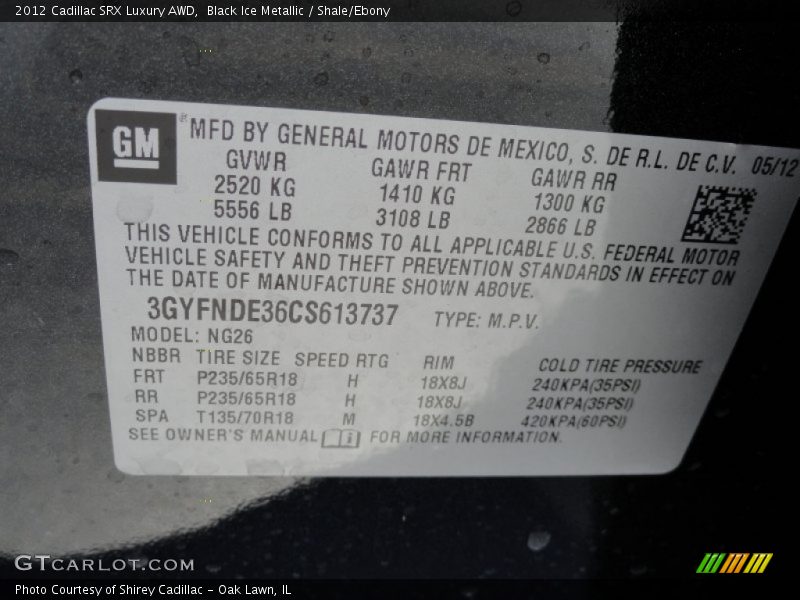 2012 Cadillac SRX Luxury AWD,  Black Ice Metallic / Shale/Ebony
GM ® MFD BY GENERAL MOTORS DE MEXICO, S. DE R.L. DE C.V. 05/12
GVWR GAWR FRT GAWR RR
2520 KG 1410 KG 1300 KG
5556 LB 3108 LB 2866 LB
THIS VEHICLE CONFORMS TO ALL APPLICABLE U.S. FEDERAL MOTOR
VEHICLE SAFETY AND THEFT PREVENTION STANDARDS IN EFFECT ON
THE DATE OF MANUFACTURE SHOWN ABOVE.
3GYFNDE36CS613737 TYPE: M.P.V.
MODEL: NG26
NBBR TIRE SIZE SPEED RTG RIM COLD TIRE PRESSURE
FRT P235/65R18 H 18X8J 240KPA(35PSI)
RR P235/65R18 H 18X8J 240KPA(35PSI)
SPA T135/70R18 M 18X4.5B 420KPA(60PSI)
SEE OWNER'S MANUAL FOR MORE INFORMATION.
GTCARLOT.COM
Photo Courtesy of Shirey Cadillac - Oak Lawn, IL